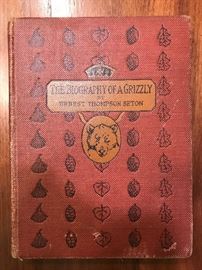 THE BIOGRAPHY OF A GRIZZLY
BY
ERNEST THOMPSON SETON